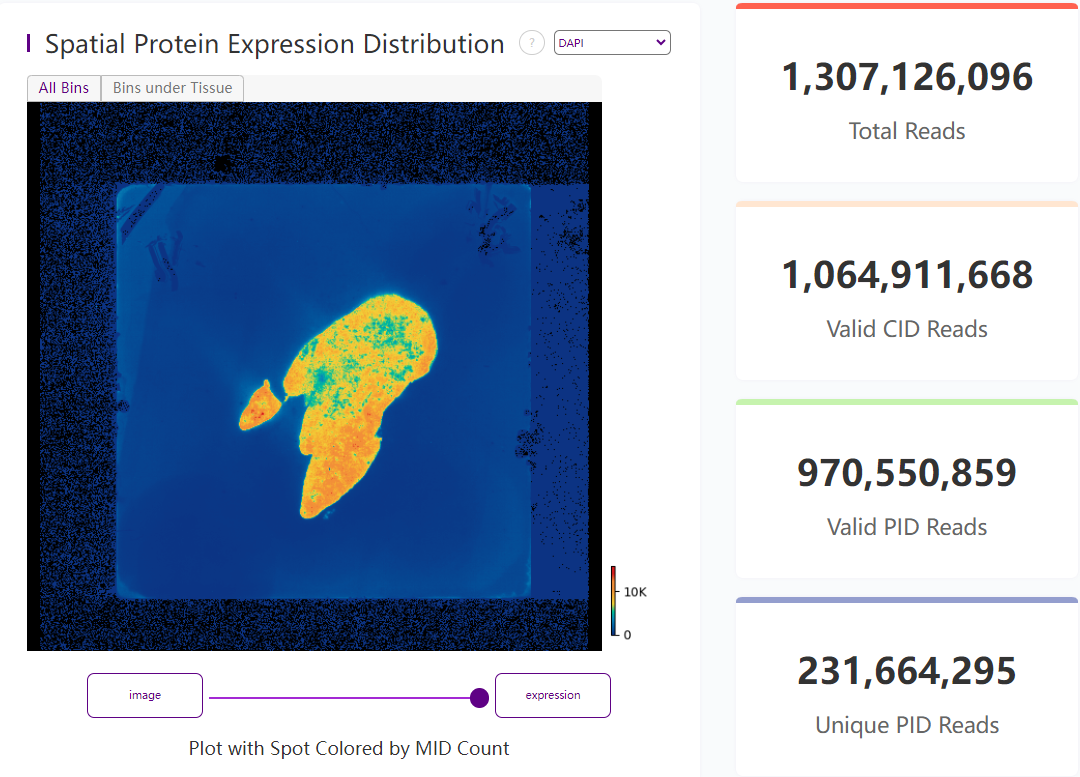 Spatial Protein Expression Distribution ? DAPI
All Bins Bins under Tissue
10K
0
image expression
Plot with Spot Colored by MID Count
1,307,126,096
Total Reads
1,064,911,668
Valid CID Reads
970,550,859
Valid PID Reads
231,664,295
Unique PID Reads